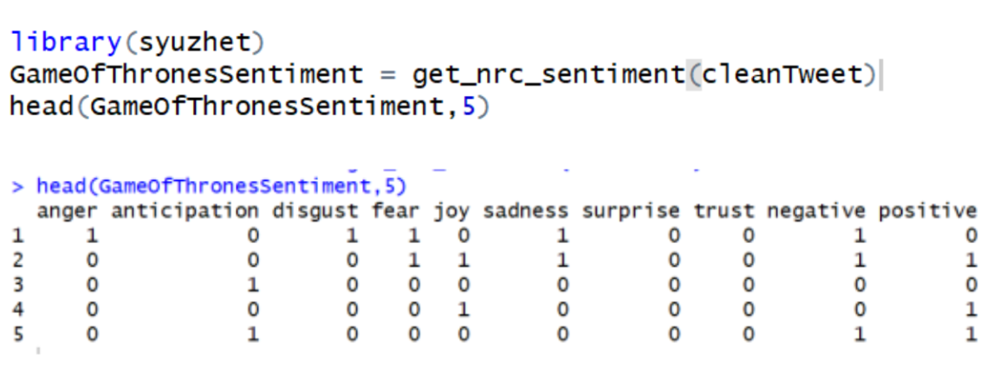 library(syuzhet)
GameOfThronesSentiment = get_nrc_sentiment(cleanTweet)
head(GameOfThronesSentiment,5)
> head(GameOfThronesSentiment,5)
anger anticipation disgust fear joy sadness surprise trust negative positive
1 1 0 1 1 0 1 0 0 1 0
2 0 0 0 1 1 1 0 0 1 1
3 0 1 0 0 0 0 0 0 0 0
4 0 0 0 0 1 0 0 0 0 1
5 0 1 0 0 0 0 0 0 1 1